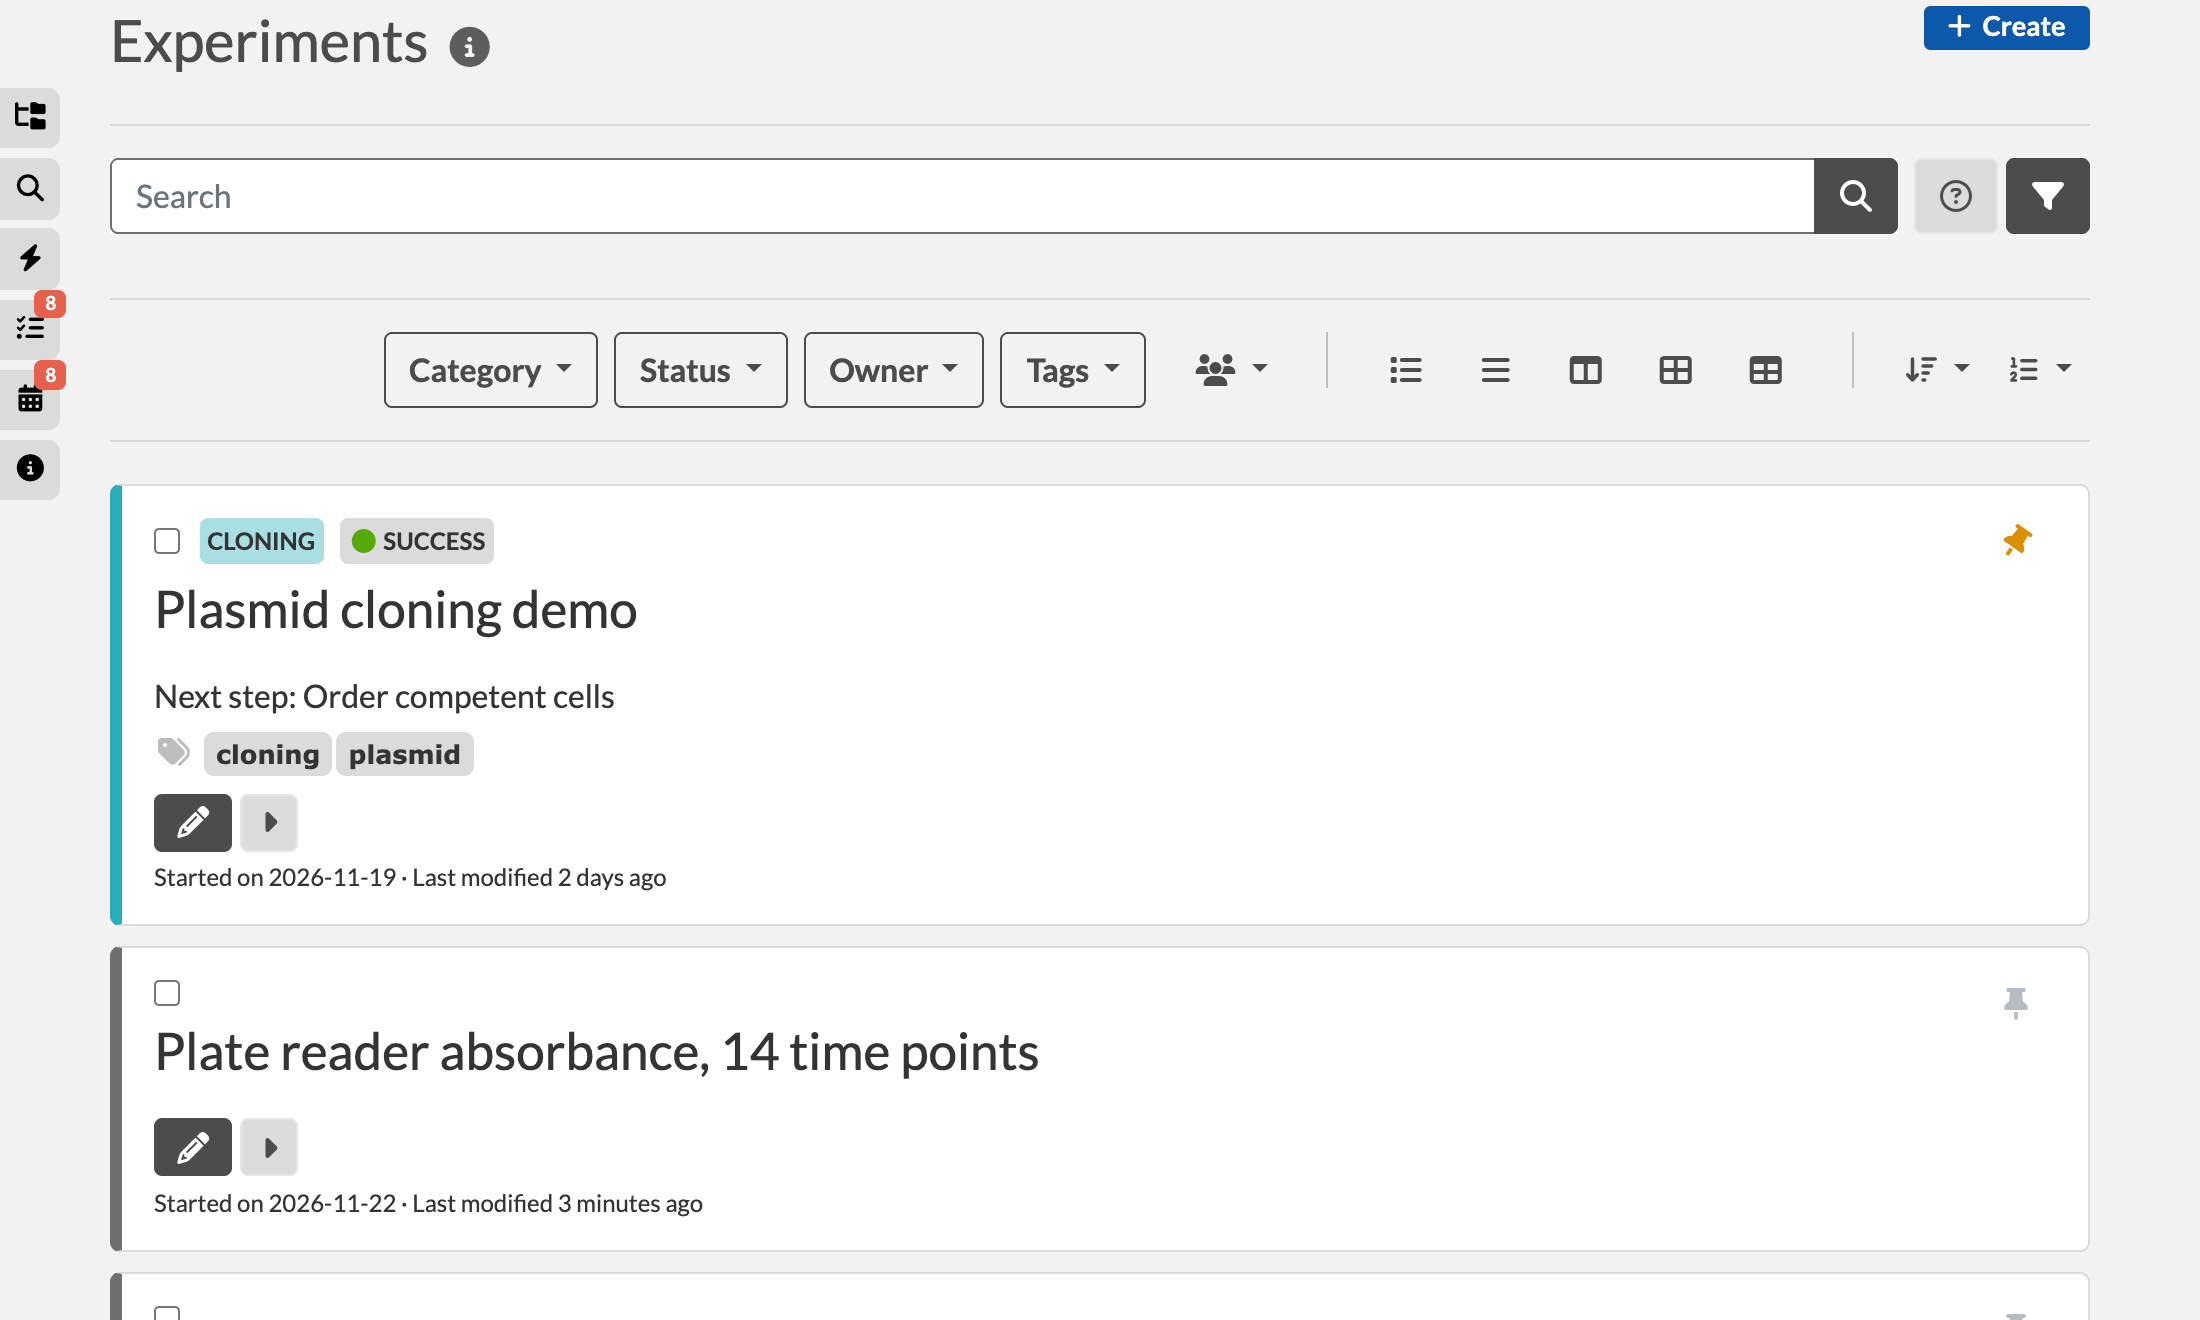 Experiments
Create
Search
8
8
Category Status Owner Tags
CLONING SUCCESS
Plasmid cloning demo
Next step: Order competent cells
cloning plasmid
Started on 2026-11-19 · Last modified 2 days ago
Plate reader absorbance, 14 time points
Started on 2026-11-22 · Last modified 3 minutes ago